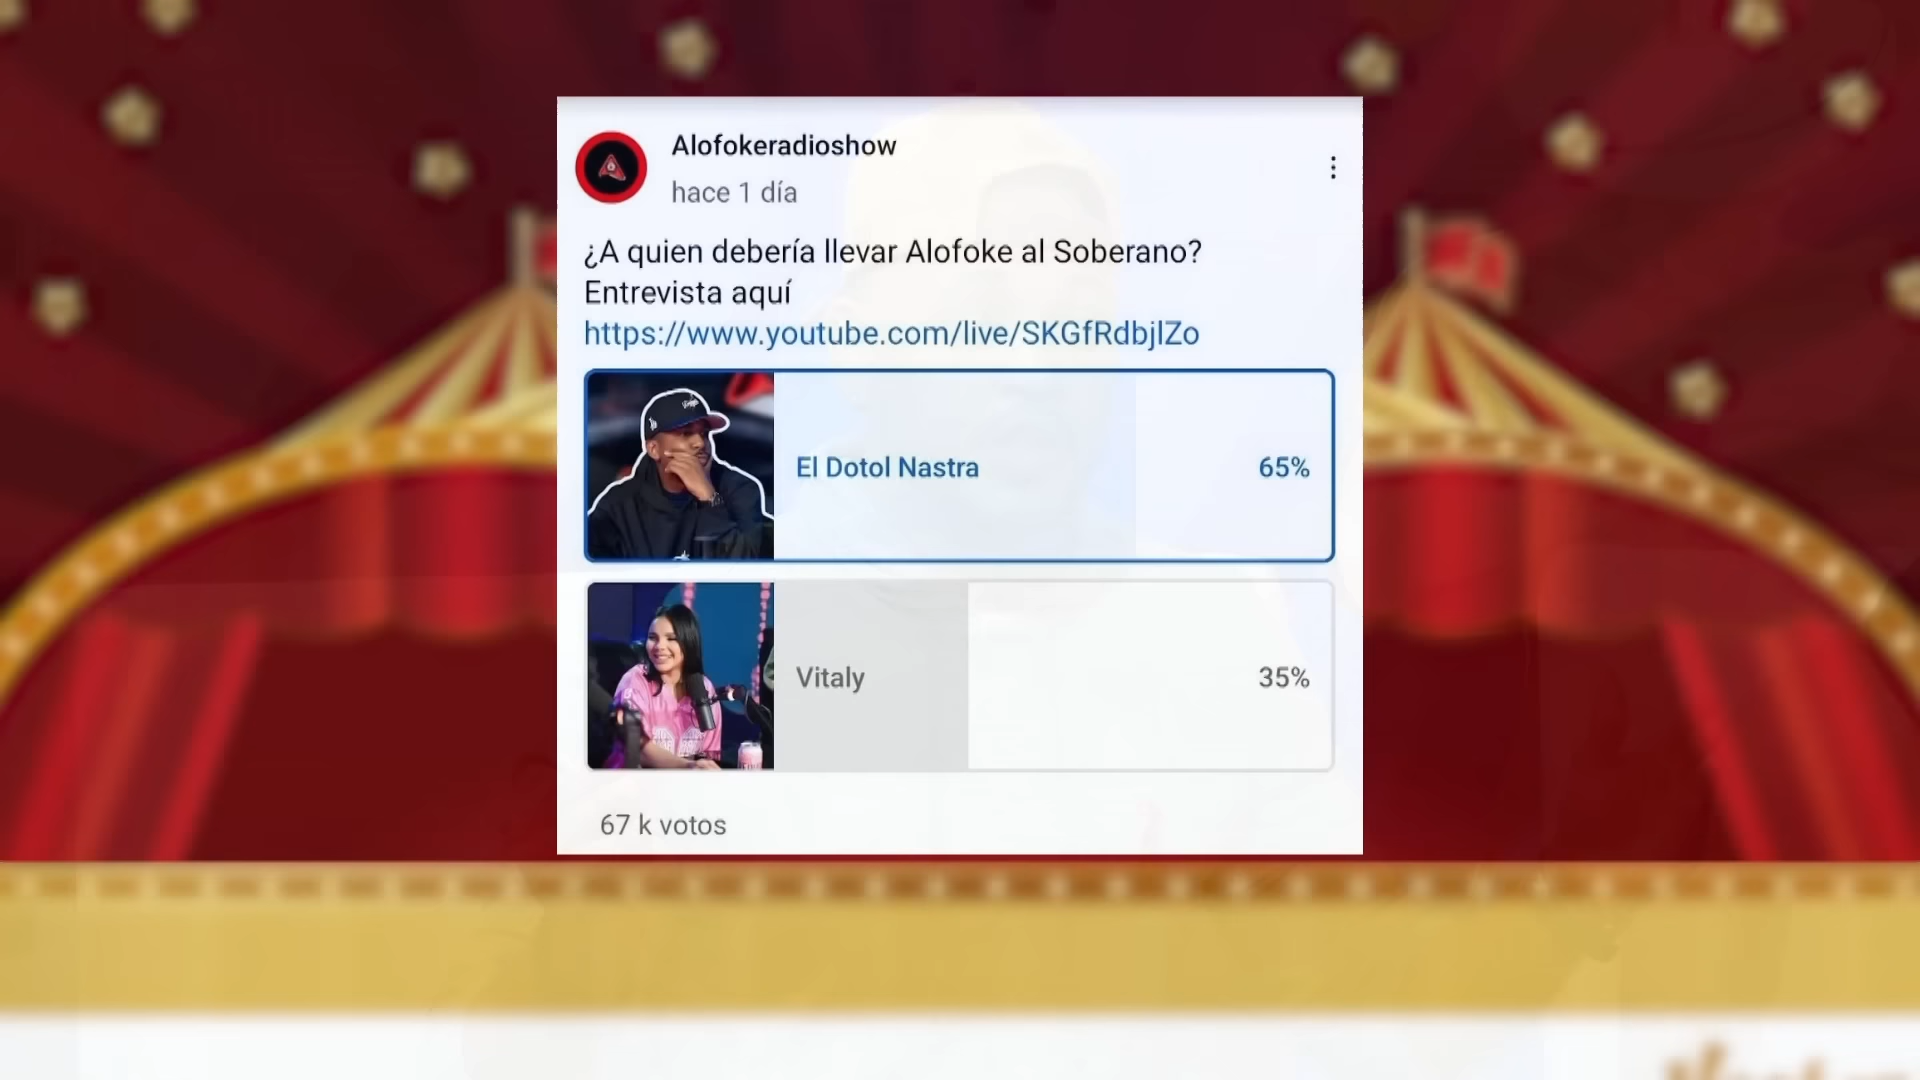 Alofokeradioshow
hace 1 día
¿A quien debería llevar Alofoke al Soberano?
Entrevista aquí
https://www.youtube.com/live/SKGfRdbjlZo
El Dotol Nastra
65%
Vitaly
35%
67 k votos